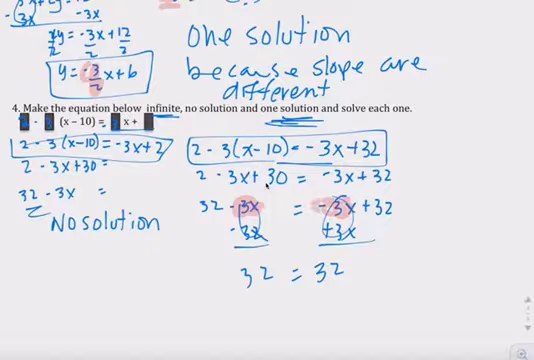 -3x -3x
2y = -3x + 12
2 2 2
y = -3/2 x + 6
one solution
because slope are
different
4. Make the equation below infinite, no solution and one solution and solve each one.
- (x – 10) = x +
2 - 3(x-10) = -3x + 2
2 - 3x + 30 =
32 - 3x =
No solution
2 - 3(x-10) = -3x + 32
2 - 3x + 30 = -3x + 32
32 - 3x = -3x + 32
+3x
32 = 32